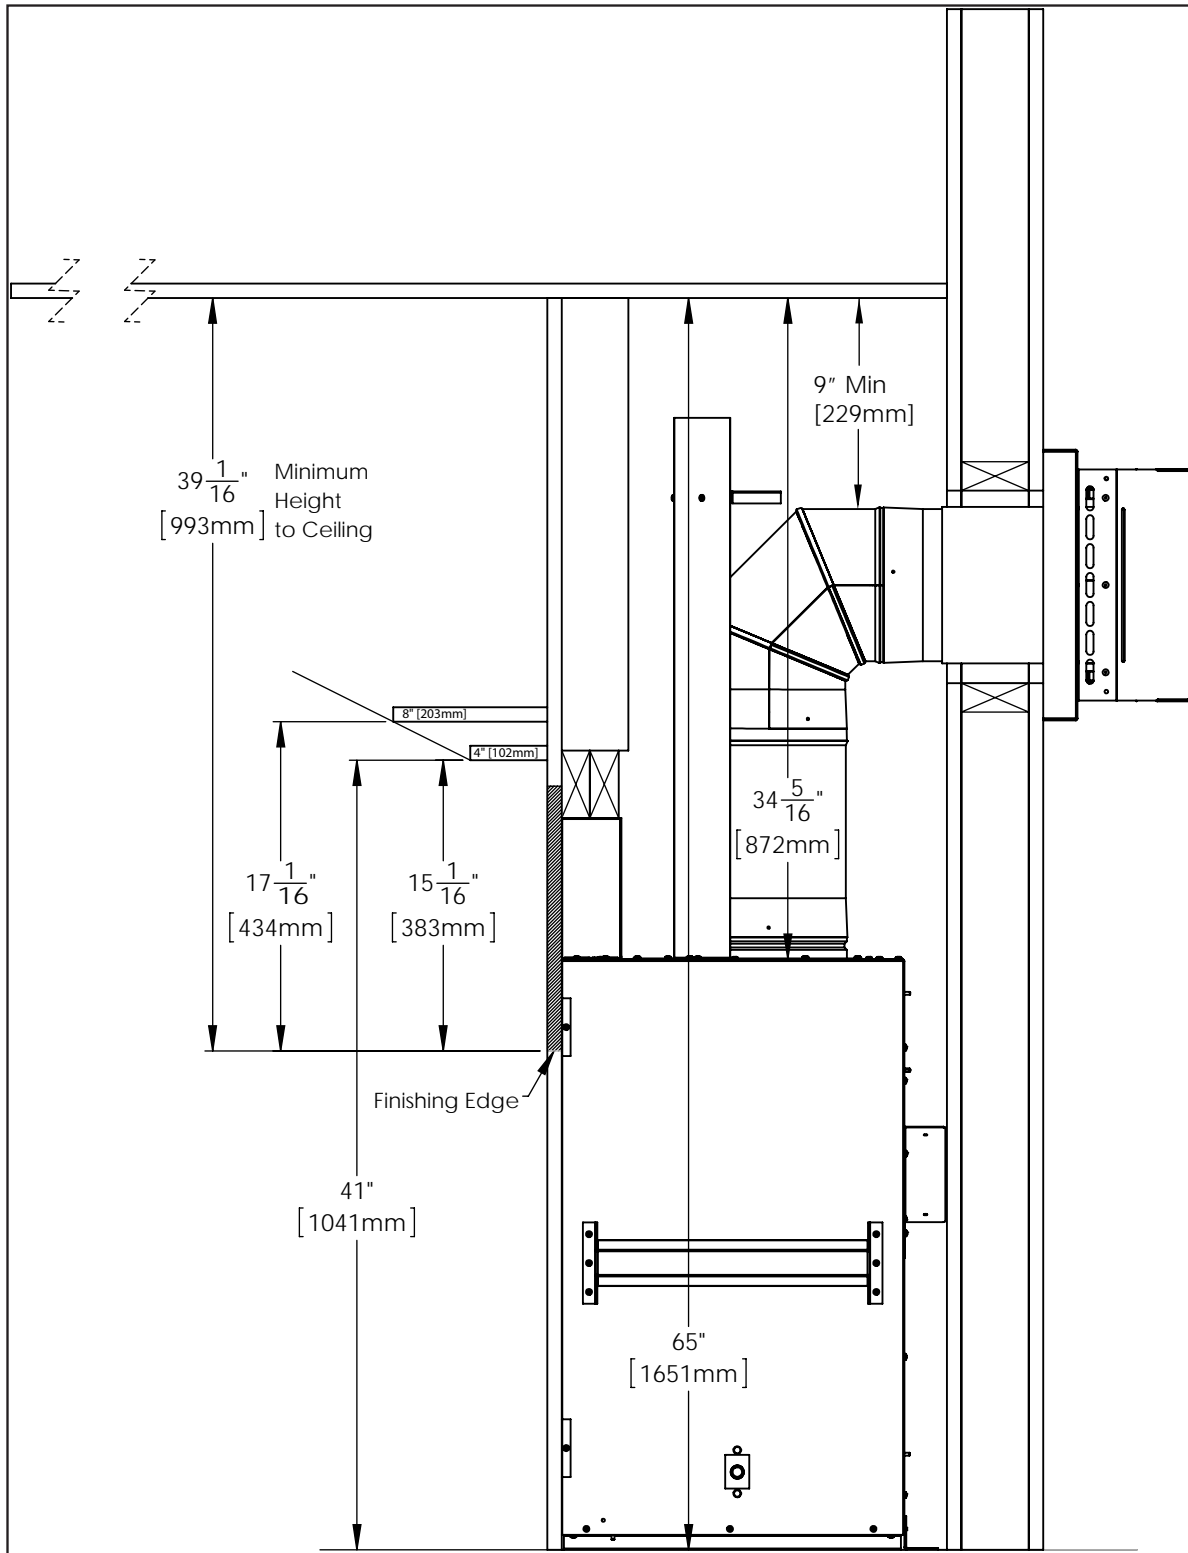 9" Min
[229mm]
39 1/16"
[993mm]
Minimum
Height
to Ceiling
8" [203mm]
4" [102mm]
34 5/16"
[872mm]
17 1/16"
[434mm]
15 1/16"
[383mm]
Finishing Edge
41"
[1041mm]
65"
[1651mm]